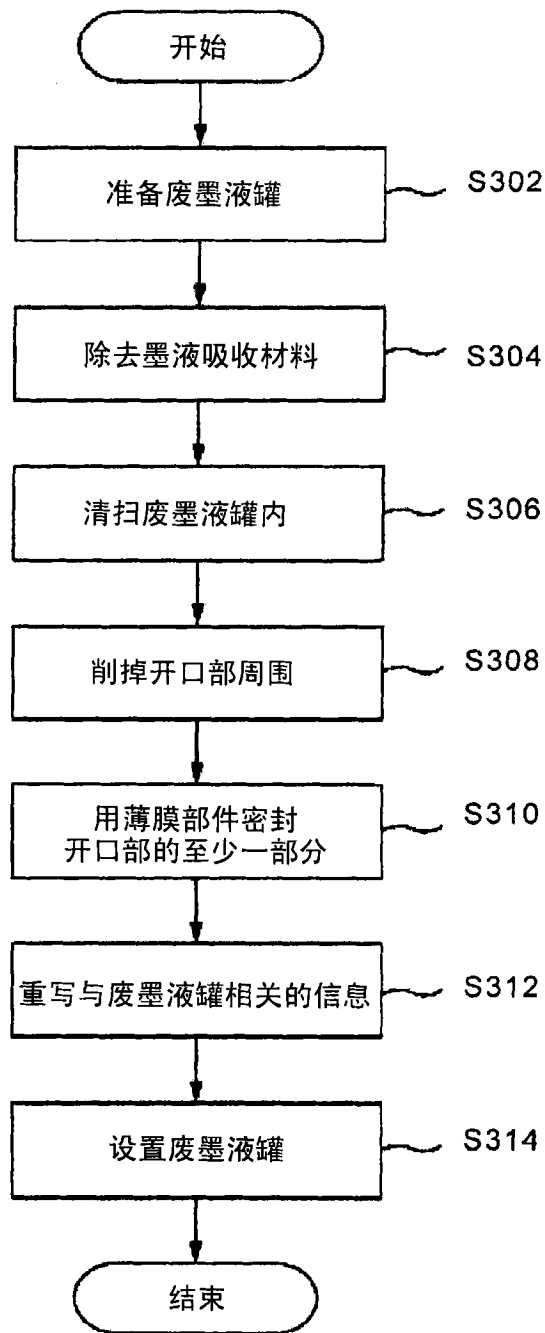 开始
准备废墨液罐
S302
除去墨液吸收材料
S304
清扫废墨液罐内
S306
削掉开口部周围
S308
用薄膜部件密封
开口部的至少一部分
S310
重写与废墨液罐相关的信息
S312
设置废墨液罐
S314
结束